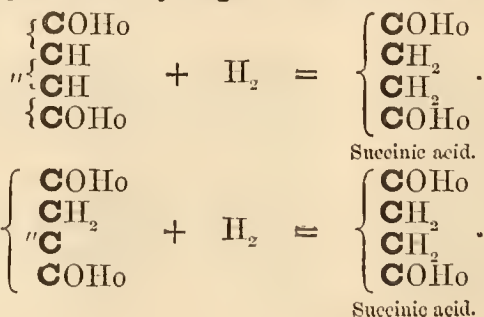 COHo COHo
CH CH₂
″ + H₂ = .
CH CH₂
COHo COHo
Succinic acid.
COHo COHo
CH₂ CH₂
+ H₂ = .
″C CH₂
COHo COHo
Succinic acid.